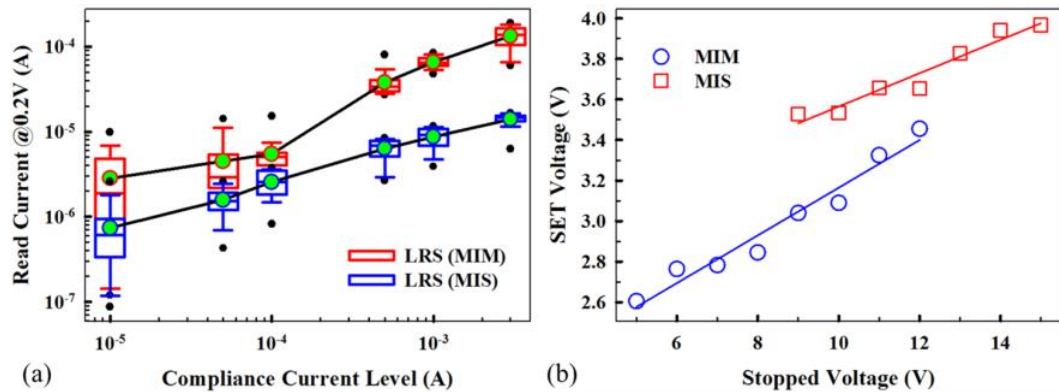 Read Current @0.2V (A)
10⁻⁴
10⁻⁵
10⁻⁶
10⁻⁷
LRS (MIM)
LRS (MIS)
10⁻⁵
10⁻⁴
10⁻³
(a)
Compliance Current Level (A)
SET Voltage (V)
4.0
3.8
3.6
3.4
3.2
3.0
2.8
2.6
MIM
MIS
6
8
10
12
14
(b)
Stopped Voltage (V)